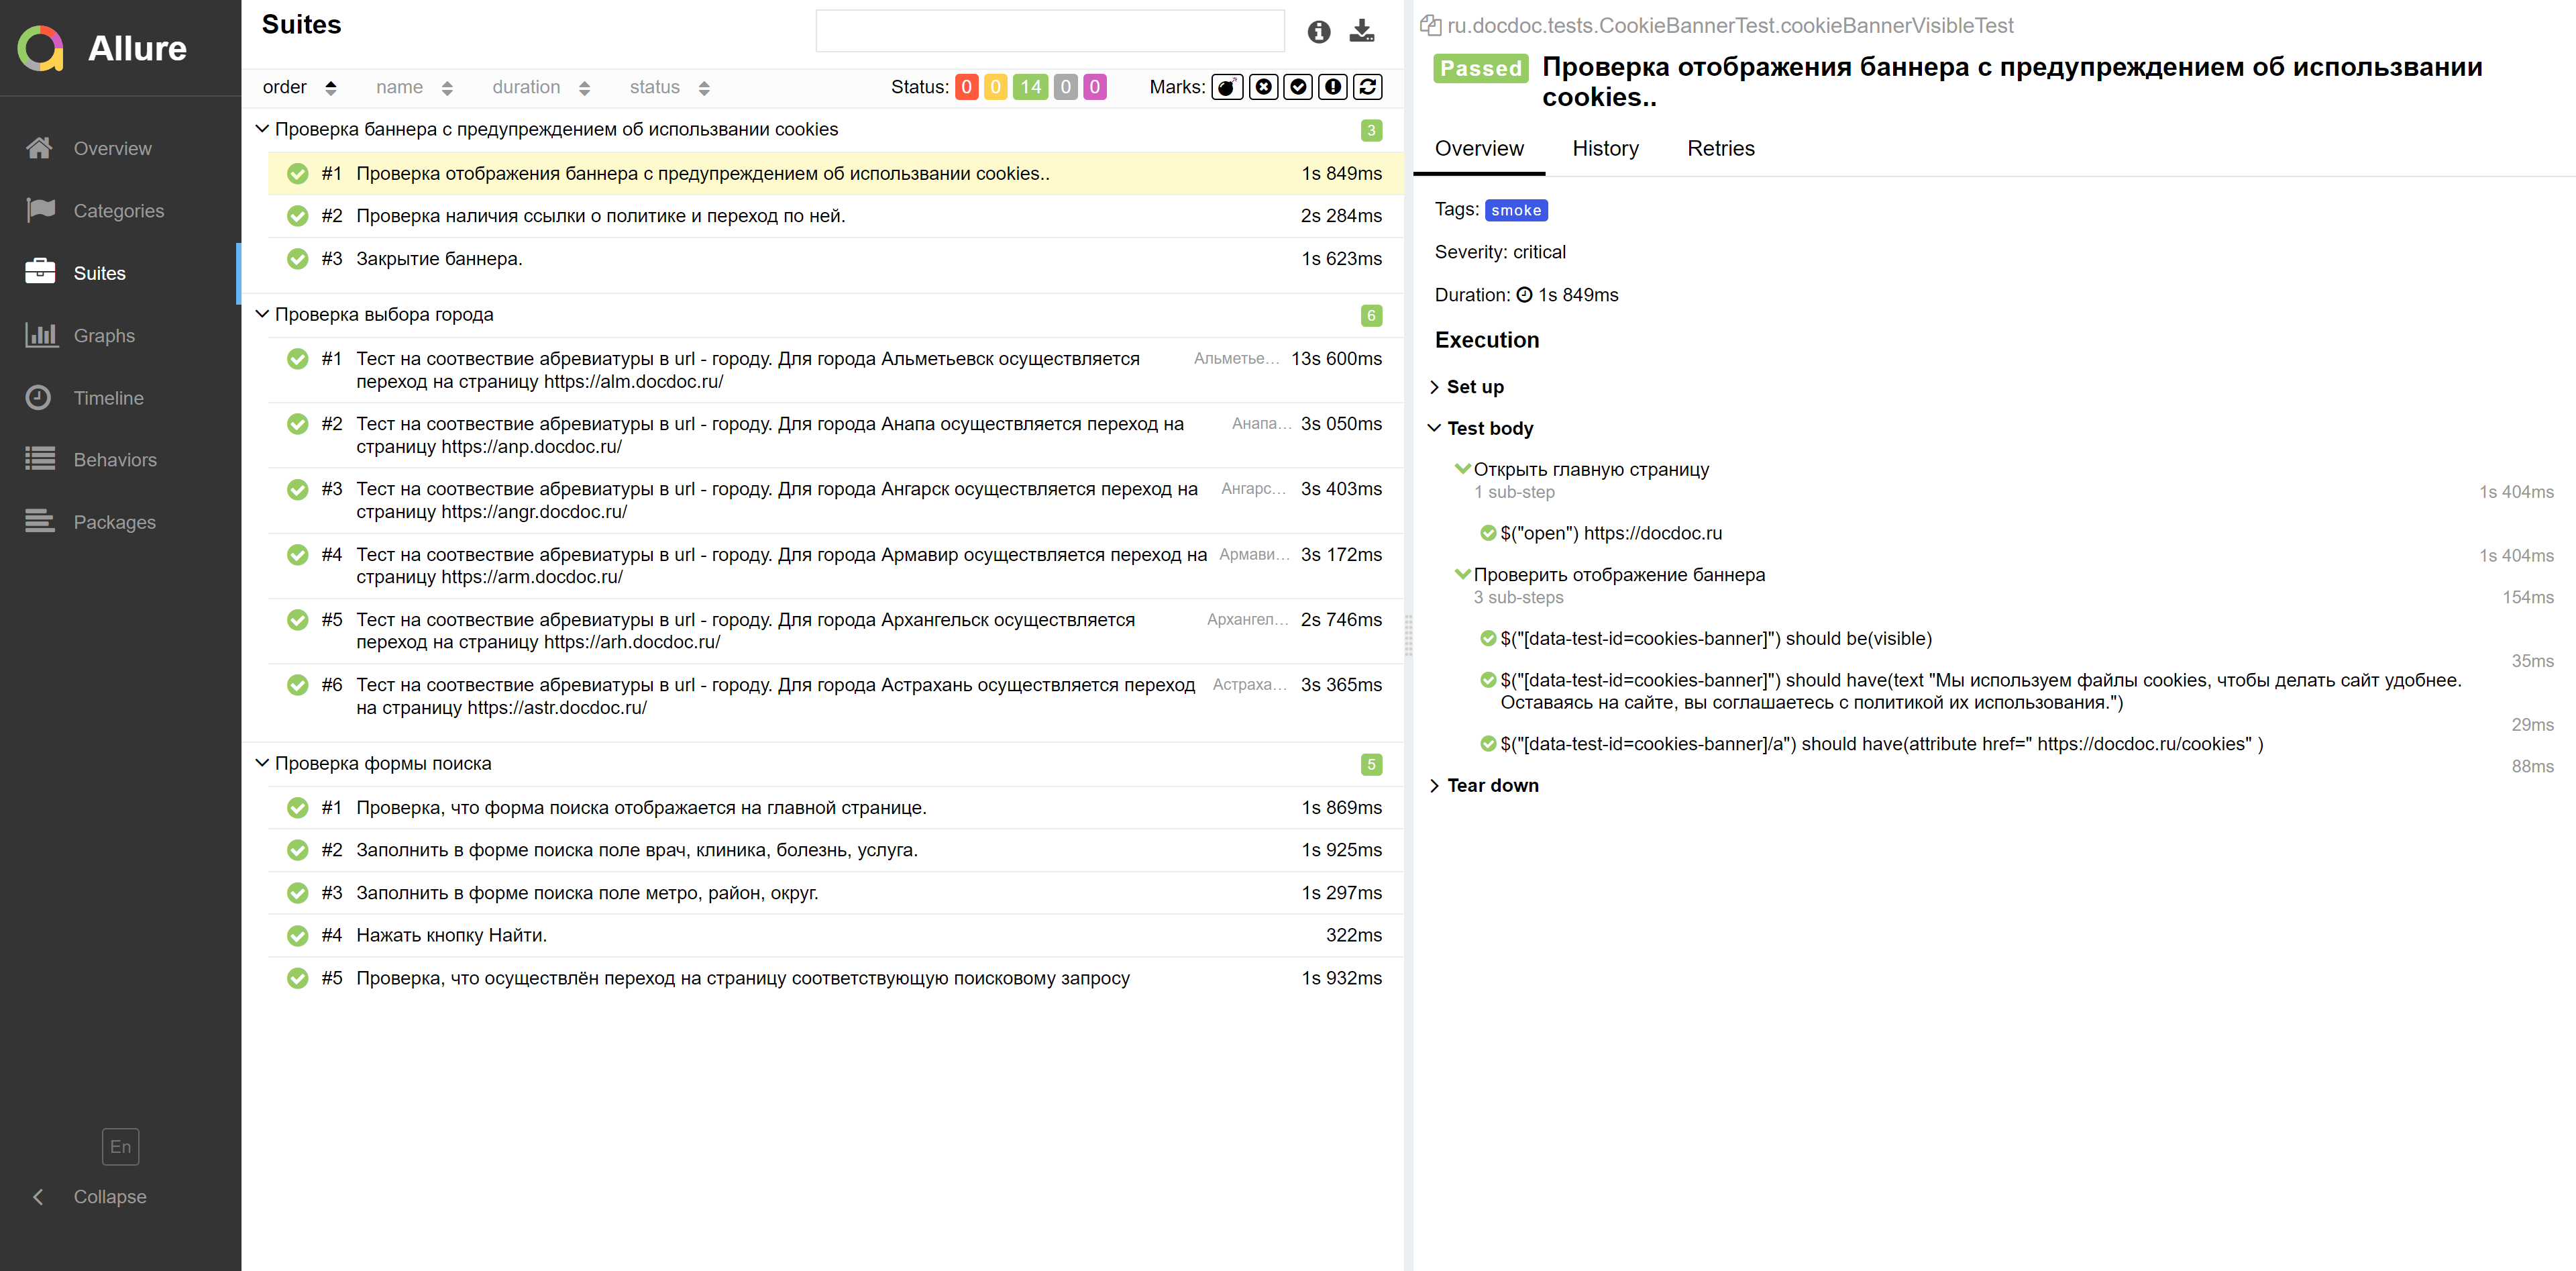 Allure
Overview
Categories
Suites
Graphs
Timeline
Behaviors
Packages
En
Collapse
Suites
order name duration status Status: 0 0 14 0 0 Marks:
Проверка баннера с предупреждением об использвании cookies 3
#1 Проверка отображения баннера с предупреждением об использвании cookies.. 1s 849ms
#2 Проверка наличия ссылки о политике и переход по ней. 2s 284ms
#3 Закрытие баннера. 1s 623ms
Проверка выбора города 6
#1 Тест на соотвествие абревиатуры в url - городу. Для города Альметьевск осуществляется Альметье... 13s 600ms
переход на страницу https://alm.docdoc.ru/
#2 Тест на соотвествие абревиатуры в url - городу. Для города Анапа осуществляется переход на Анапа... 3s 050ms
страницу https://anp.docdoc.ru/
#3 Тест на соотвествие абревиатуры в url - городу. Для города Ангарск осуществляется переход на Ангарс... 3s 403ms
страницу https://angr.docdoc.ru/
#4 Тест на соотвествие абревиатуры в url - городу. Для города Армавир осуществляется переход на Армави... 3s 172ms
страницу https://arm.docdoc.ru/
#5 Тест на соотвествие абревиатуры в url - городу. Для города Архангельск осуществляется Архангел... 2s 746ms
переход на страницу https://arh.docdoc.ru/
#6 Тест на соотвествие абревиатуры в url - городу. Для города Астрахань осуществляется переход Астраха... 3s 365ms
на страницу https://astr.docdoc.ru/
Проверка формы поиска 5
#1 Проверка, что форма поиска отображается на главной странице. 1s 869ms
#2 Заполнить в форме поиска поле врач, клиника, болезнь, услуга. 1s 925ms
#3 Заполнить в форме поиска поле метро, район, округ. 1s 297ms
#4 Нажать кнопку Найти. 322ms
#5 Проверка, что осуществлён переход на страницу соответствующую поисковому запросу 1s 932ms
ru.docdoc.tests.CookieBannerTest.cookieBannerVisibleTest
Passed Проверка отображения баннера с предупреждением об использвании
cookies..
Overview History Retries
Tags: smoke
Severity: critical
Duration: 1s 849ms
Execution
Set up
Test body
Открыть главную страницу
1 sub-step 1s 404ms
$("open") https://docdoc.ru
1s 404ms
Проверить отображение баннера
3 sub-steps 154ms
$("[data-test-id=cookies-banner]") should be(visible)
35ms
$("[data-test-id=cookies-banner]") should have(text "Мы используем файлы cookies, чтобы делать сайт удобнее.
Оставаясь на сайте, вы соглашаетесь с политикой их использования.")
29ms
$("[data-test-id=cookies-banner]/a") should have(attribute href=" https://docdoc.ru/cookies" )
88ms
Tear down